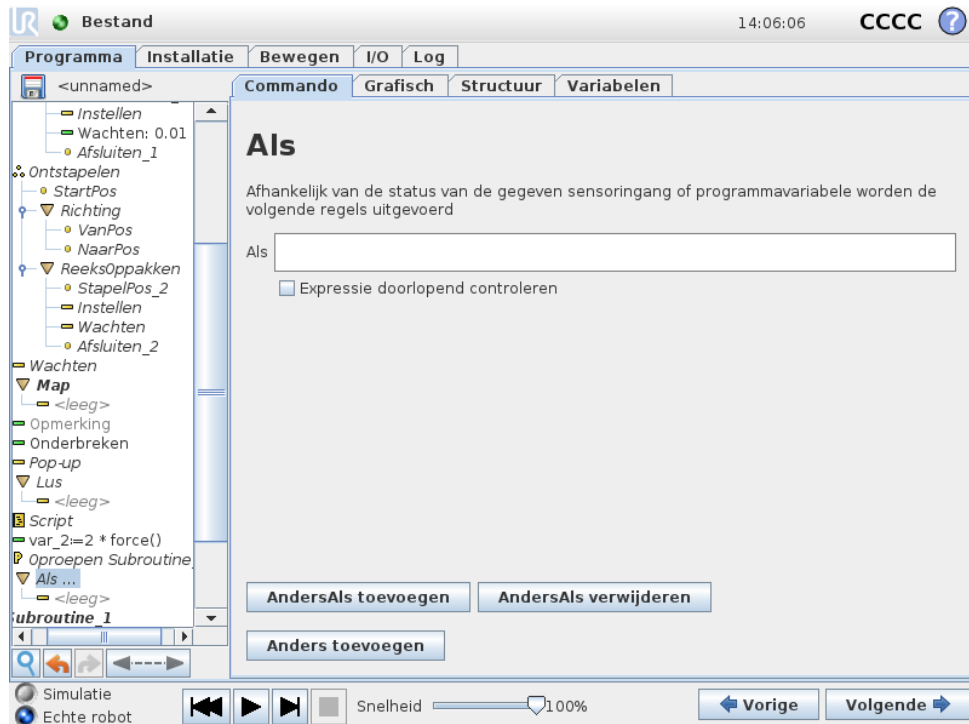 UR Bestand 14:06:06 CCCC ?
Programma Installatie Bewegen I/O Log
<unnamed>
Commando Grafisch Structuur Variabelen
Instellen
Wachten: 0.01
Afsluiten_1
Ontstapelen
StartPos
Richting
VanPos
NaarPos
ReeksOppakken
StapelPos_2
Instellen
Wachten
Afsluiten_2
Wachten
Map
<leeg>
Opmerking
Onderbreken
Pop-up
Lus
<leeg>
Script
var_2:=2 * force()
Oproepen Subroutine
Als ...
<leeg>
Subroutine_1
Als
Afhankelijk van de status van de gegeven sensoringang of programmavariabele worden de
volgende regels uitgevoerd
Als
Expressie doorlopend controleren
AndersAls toevoegen AndersAls verwijderen
Anders toevoegen
Simulatie
Echte robot
Snelheid 100%
Vorige Volgende